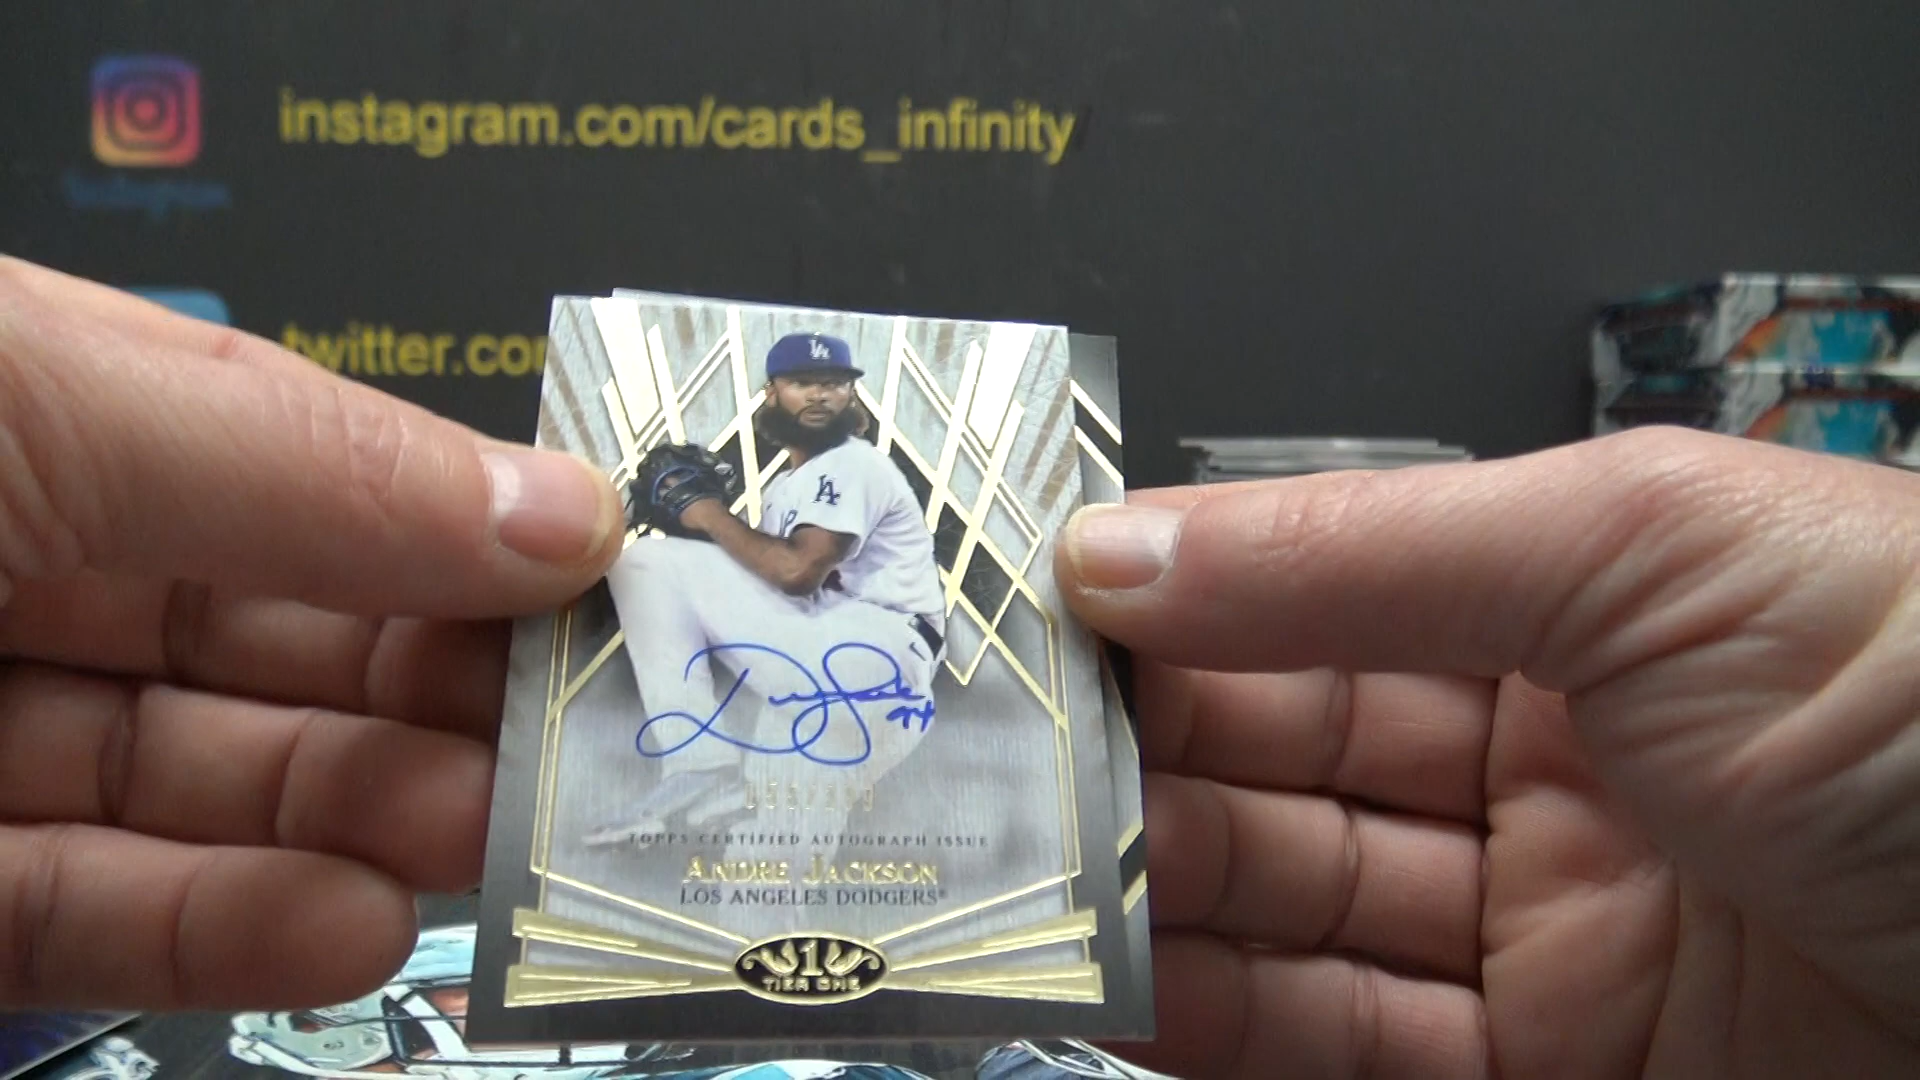 instagram.com/cards_infinity
twitter.co
LA
LA
94
TOPPS CERTIFIED AUTOGRAPH ISSUE
ANDRE JACKSON
LOS ANGELES DODGERS®
1
TIER ONE